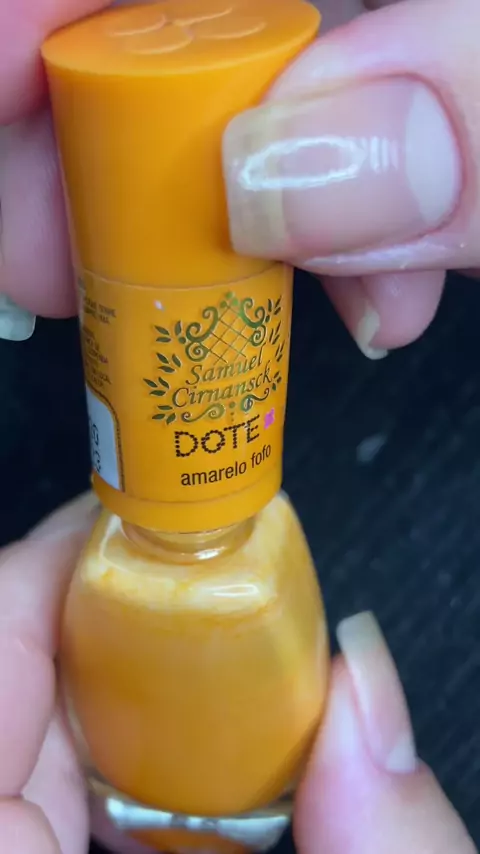 Samuel
Cirnansck
DOTE
amarelo fofo